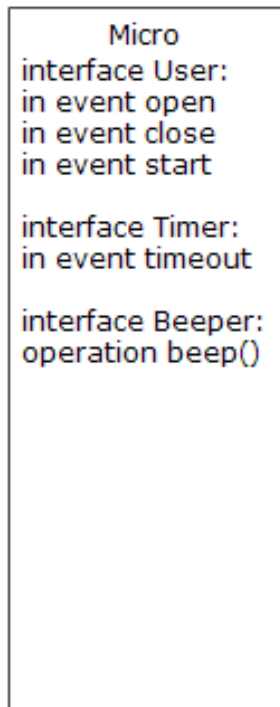 Micro
interface User:
in event open
in event close
in event start
interface Timer:
in event timeout
interface Beeper:
operation beep()